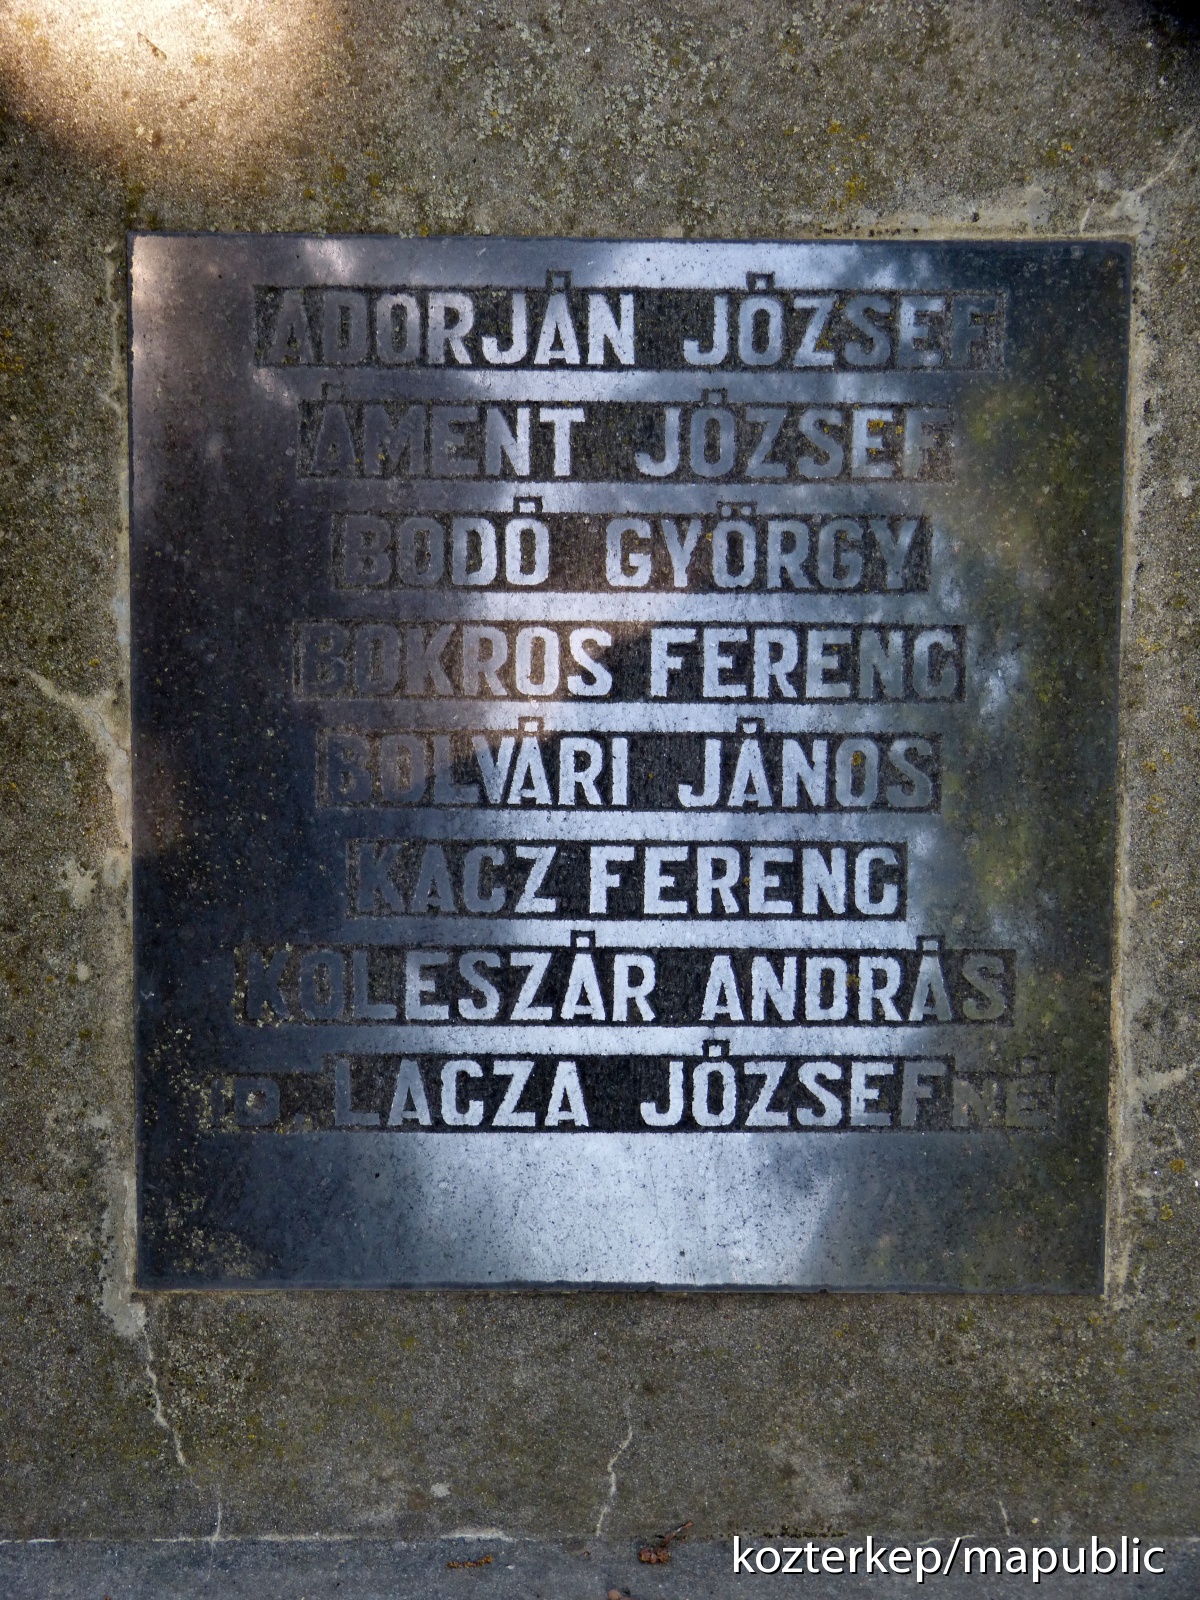 ADORJÁN JÓZSEF
ÁMENT JÓZSEF
BODÓ GYÖRGY
BOKROS FERENC
BOLVÁRI JÁNOS
KACZ FERENC
KOLESZÁR ANDRÁS
ID. LACZA JÓZSEFNÉ
kozterkep/mapublic